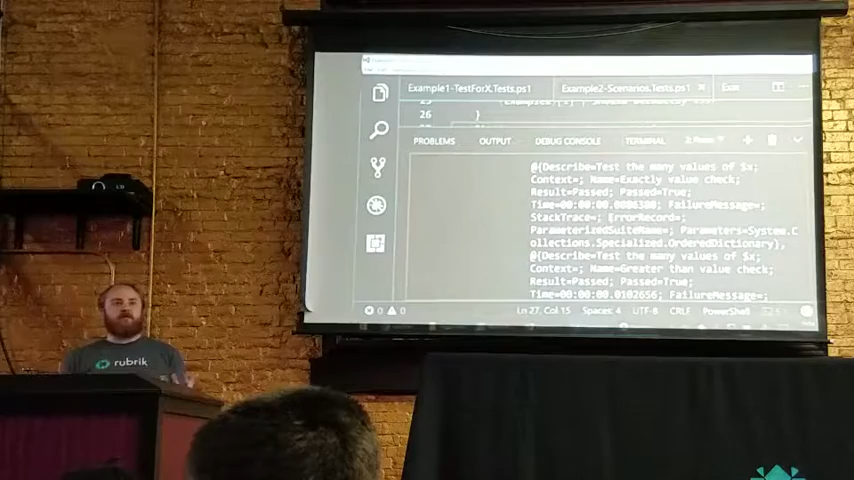 Example1-TestForX.Tests.ps1
Example2-Scenarios.Tests.ps1
26 }
PROBLEMS OUTPUT DEBUG CONSOLE TERMINAL
@{Describe=Test the many values of $x;
Context=; Name=Exactly value check;
Result=Passed; Passed=True;
Time=00:00:00.0086380; FailureMessage=;
StackTrace=; ErrorRecord=;
ParameterizedSuiteName=; Parameters=System.C
ollections.Specialized.OrderedDictionary},
@{Describe=Test the many values of $x;
Context=; Name=Greater than value check;
Result=Passed; Passed=True;
Time=00:00:00.0102656; FailureMessage=;
0 0 Ln 27, Col 15 Spaces: 4 UTF-8 CRLF PowerShell
rubrik